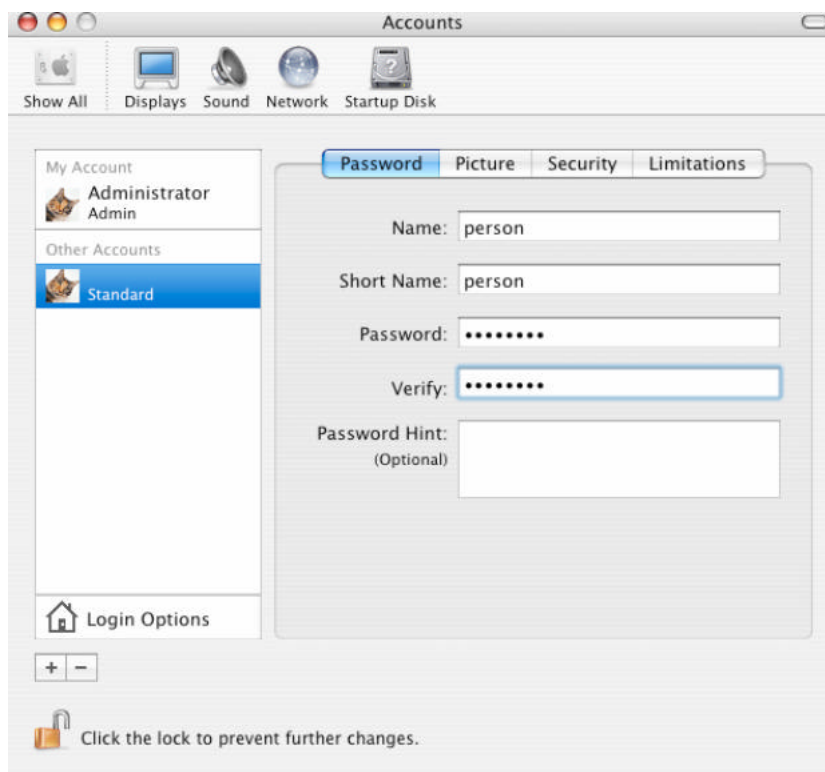 Accounts
Show All Displays Sound Network Startup Disk
My Account
Administrator
Admin
Other Accounts
Standard
Login Options
Password Picture Security Limitations
Name: person
Short Name: person
Password: ••••••••
Verify: ••••••••
Password Hint:
(Optional)
+ −
Click the lock to prevent further changes.